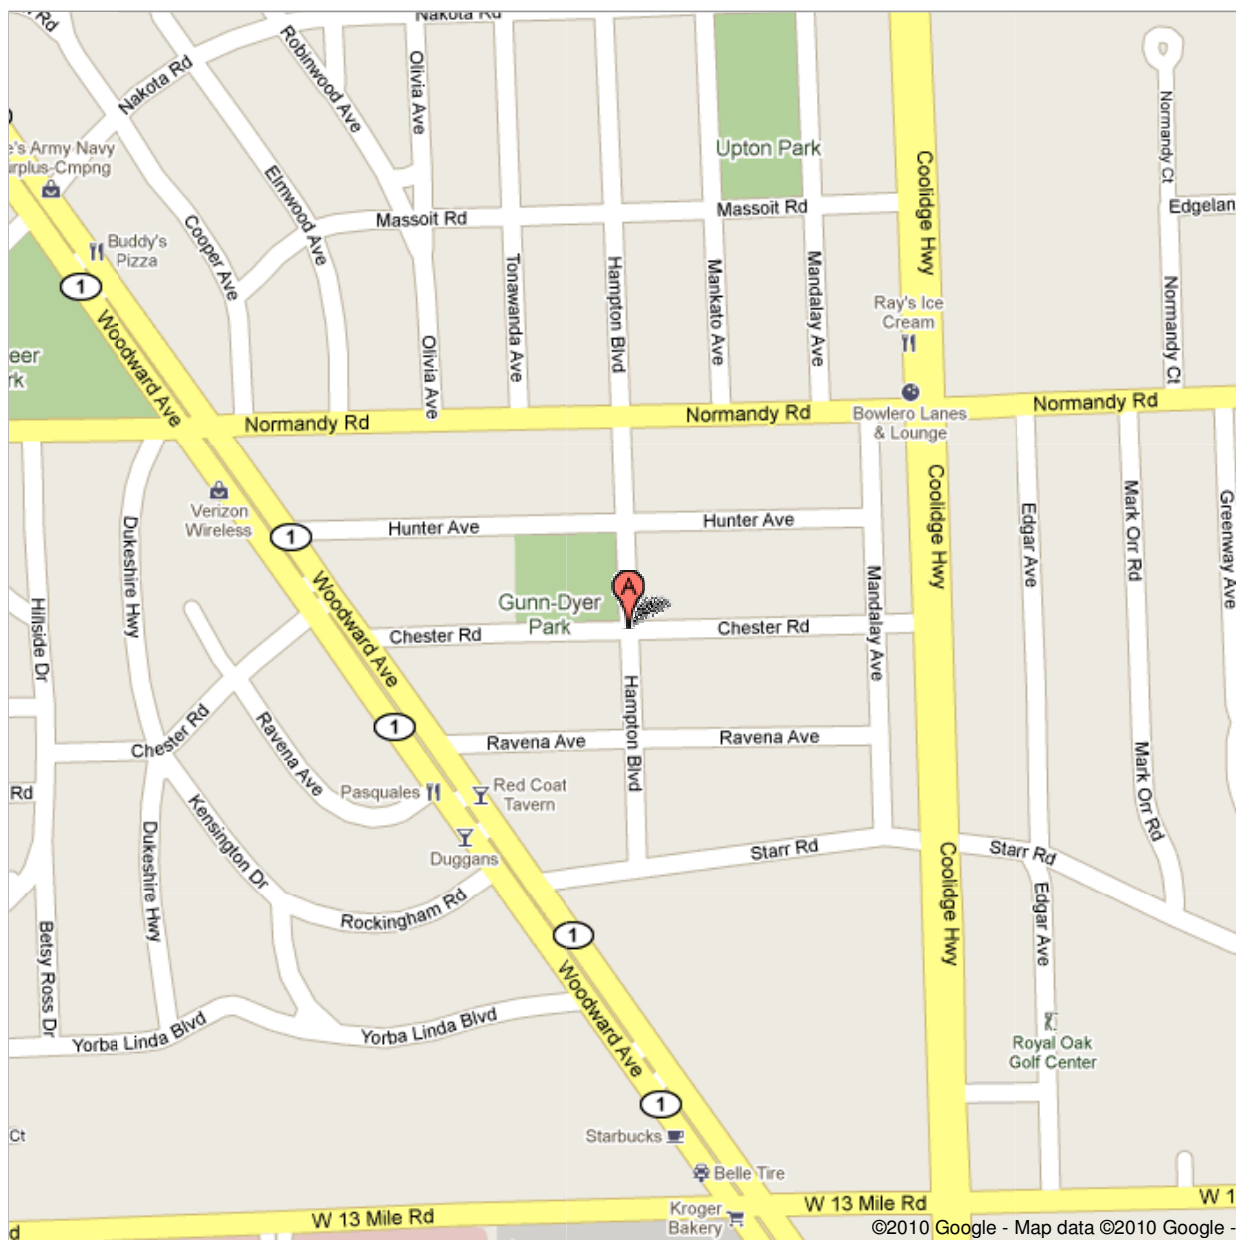 Rd
Nakota Rd
Nakota Rd
Robinwood Ave
Olivia Ave
e's Army Navy
urplus-Cmpng
Upton Park
Coolidge Hwy
Normandy Ct
Elmwood Ave
Cooper Ave
Massoit Rd
Massoit Rd
Edgelan
Buddy's
Pizza
1
Woodward Ave
Tonawanda Ave
Hampton Blvd
Mankato Ave
Mandalay Ave
Normandy Ct
Ray's Ice
Cream
eer
rk
Olivia Ave
Normandy Rd
Normandy Rd
Normandy Rd
Bowlero Lanes
& Lounge
Verizon
Wireless
Dukeshire Hwy
1
Hunter Ave
Hunter Ave
Coolidge Hwy
Edgar Ave
Mark Orr Rd
Greenway Ave
Hillside Dr
Woodward Ave
A
Gunn-Dyer
Park
Chester Rd
Chester Rd
Mandalay Ave
Chester Rd
Ravena Ave
1
Hampton Blvd
Ravena Ave
Ravena Ave
Mark Orr Rd
Rd
Pasquales
Red Coat
Tavern
Kensington Dr
Dukeshire Hwy
Duggans
Starr Rd
Starr Rd
Coolidge Hwy
Edgar Ave
Rockingham Rd
Betsy Ross Dr
1
Woodward Ave
Yorba Linda Blvd
Yorba Linda Blvd
Royal Oak
Golf Center
1
Ct
Starbucks
Belle Tire
W 13 Mile Rd
W 13 Mile Rd
W 1
Kroger
Bakery
d
©2010 Google - Map data ©2010 Google -